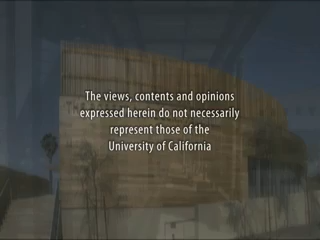 The views, contents and opinions
expressed herein do not necessarily
represent those of the
University of California